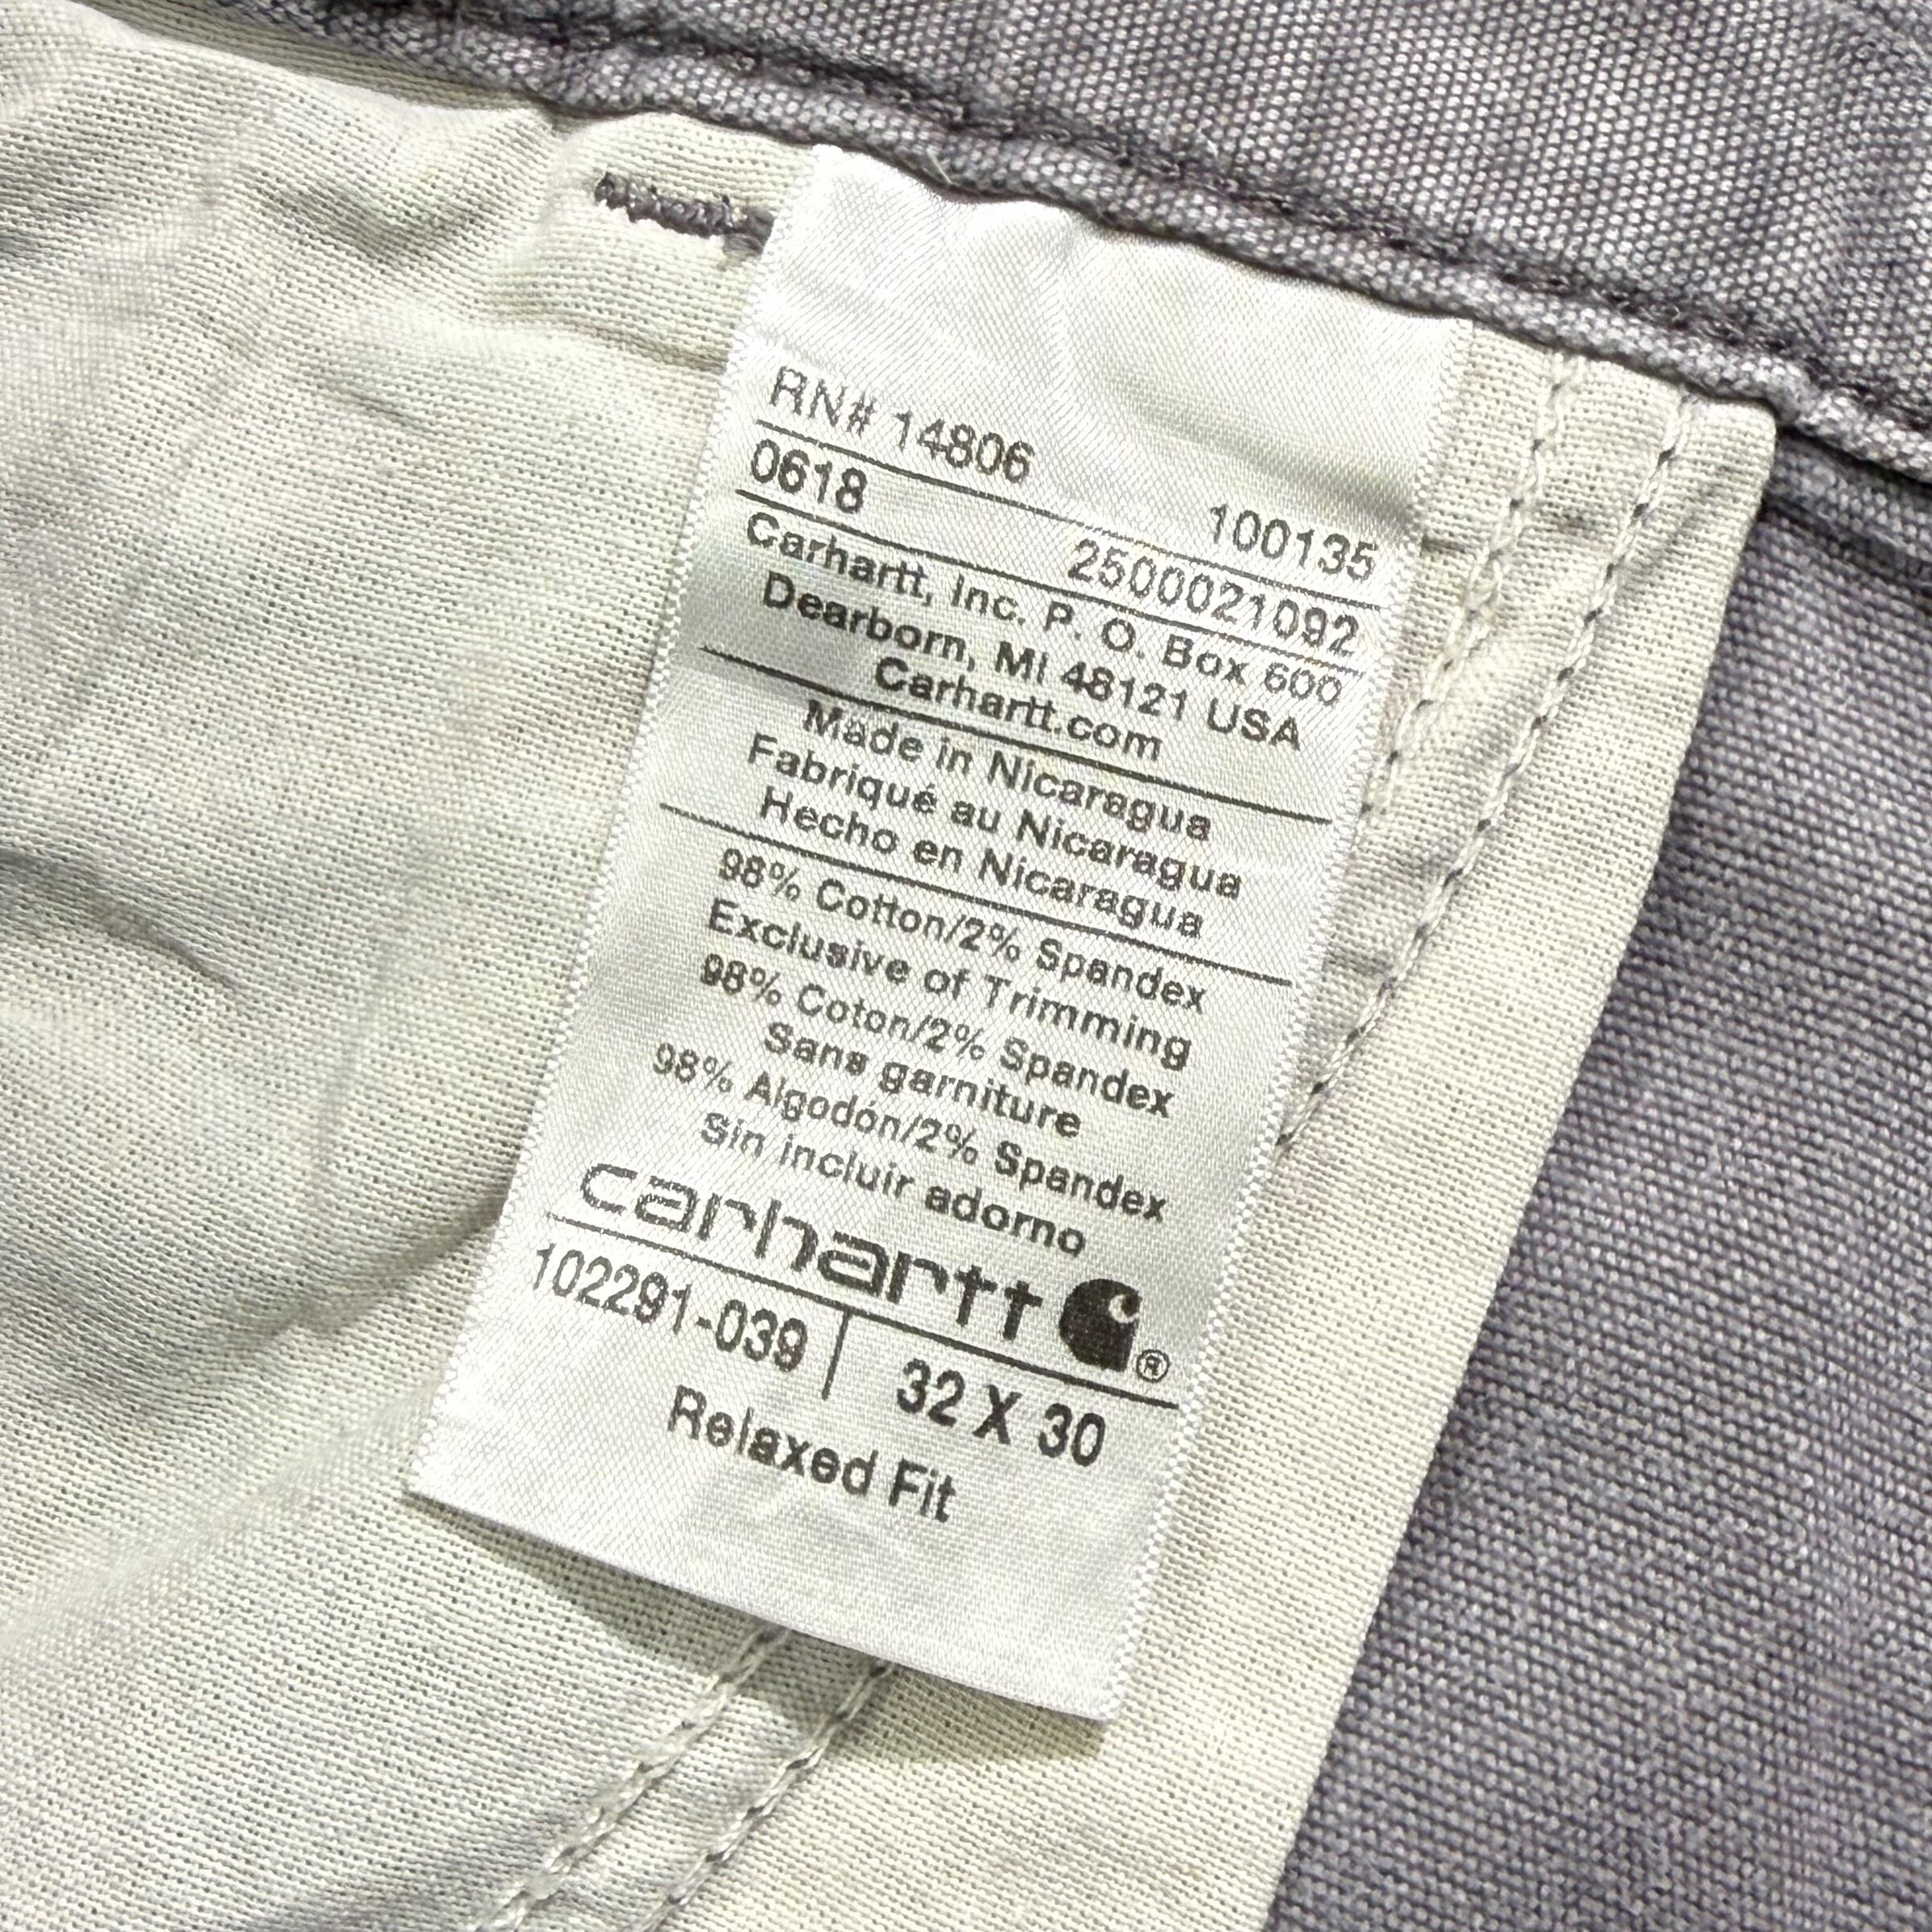 RN# 14806
100135
0618
2500021092
Carhartt, Inc. P. O. Box 600
Dearborn, MI 48121 USA
Carhartt.com
Made in Nicaragua
Fabriqué au Nicaragua
Hecho en Nicaragua
98% Cotton/2% Spandex
Exclusive of Trimming
98% Coton/2% Spandex
Sans garniture
98% Algodón/2% Spandex
Sin incluir adorno
carhartt ®
102291-039 | 32 X 30
Relaxed Fit